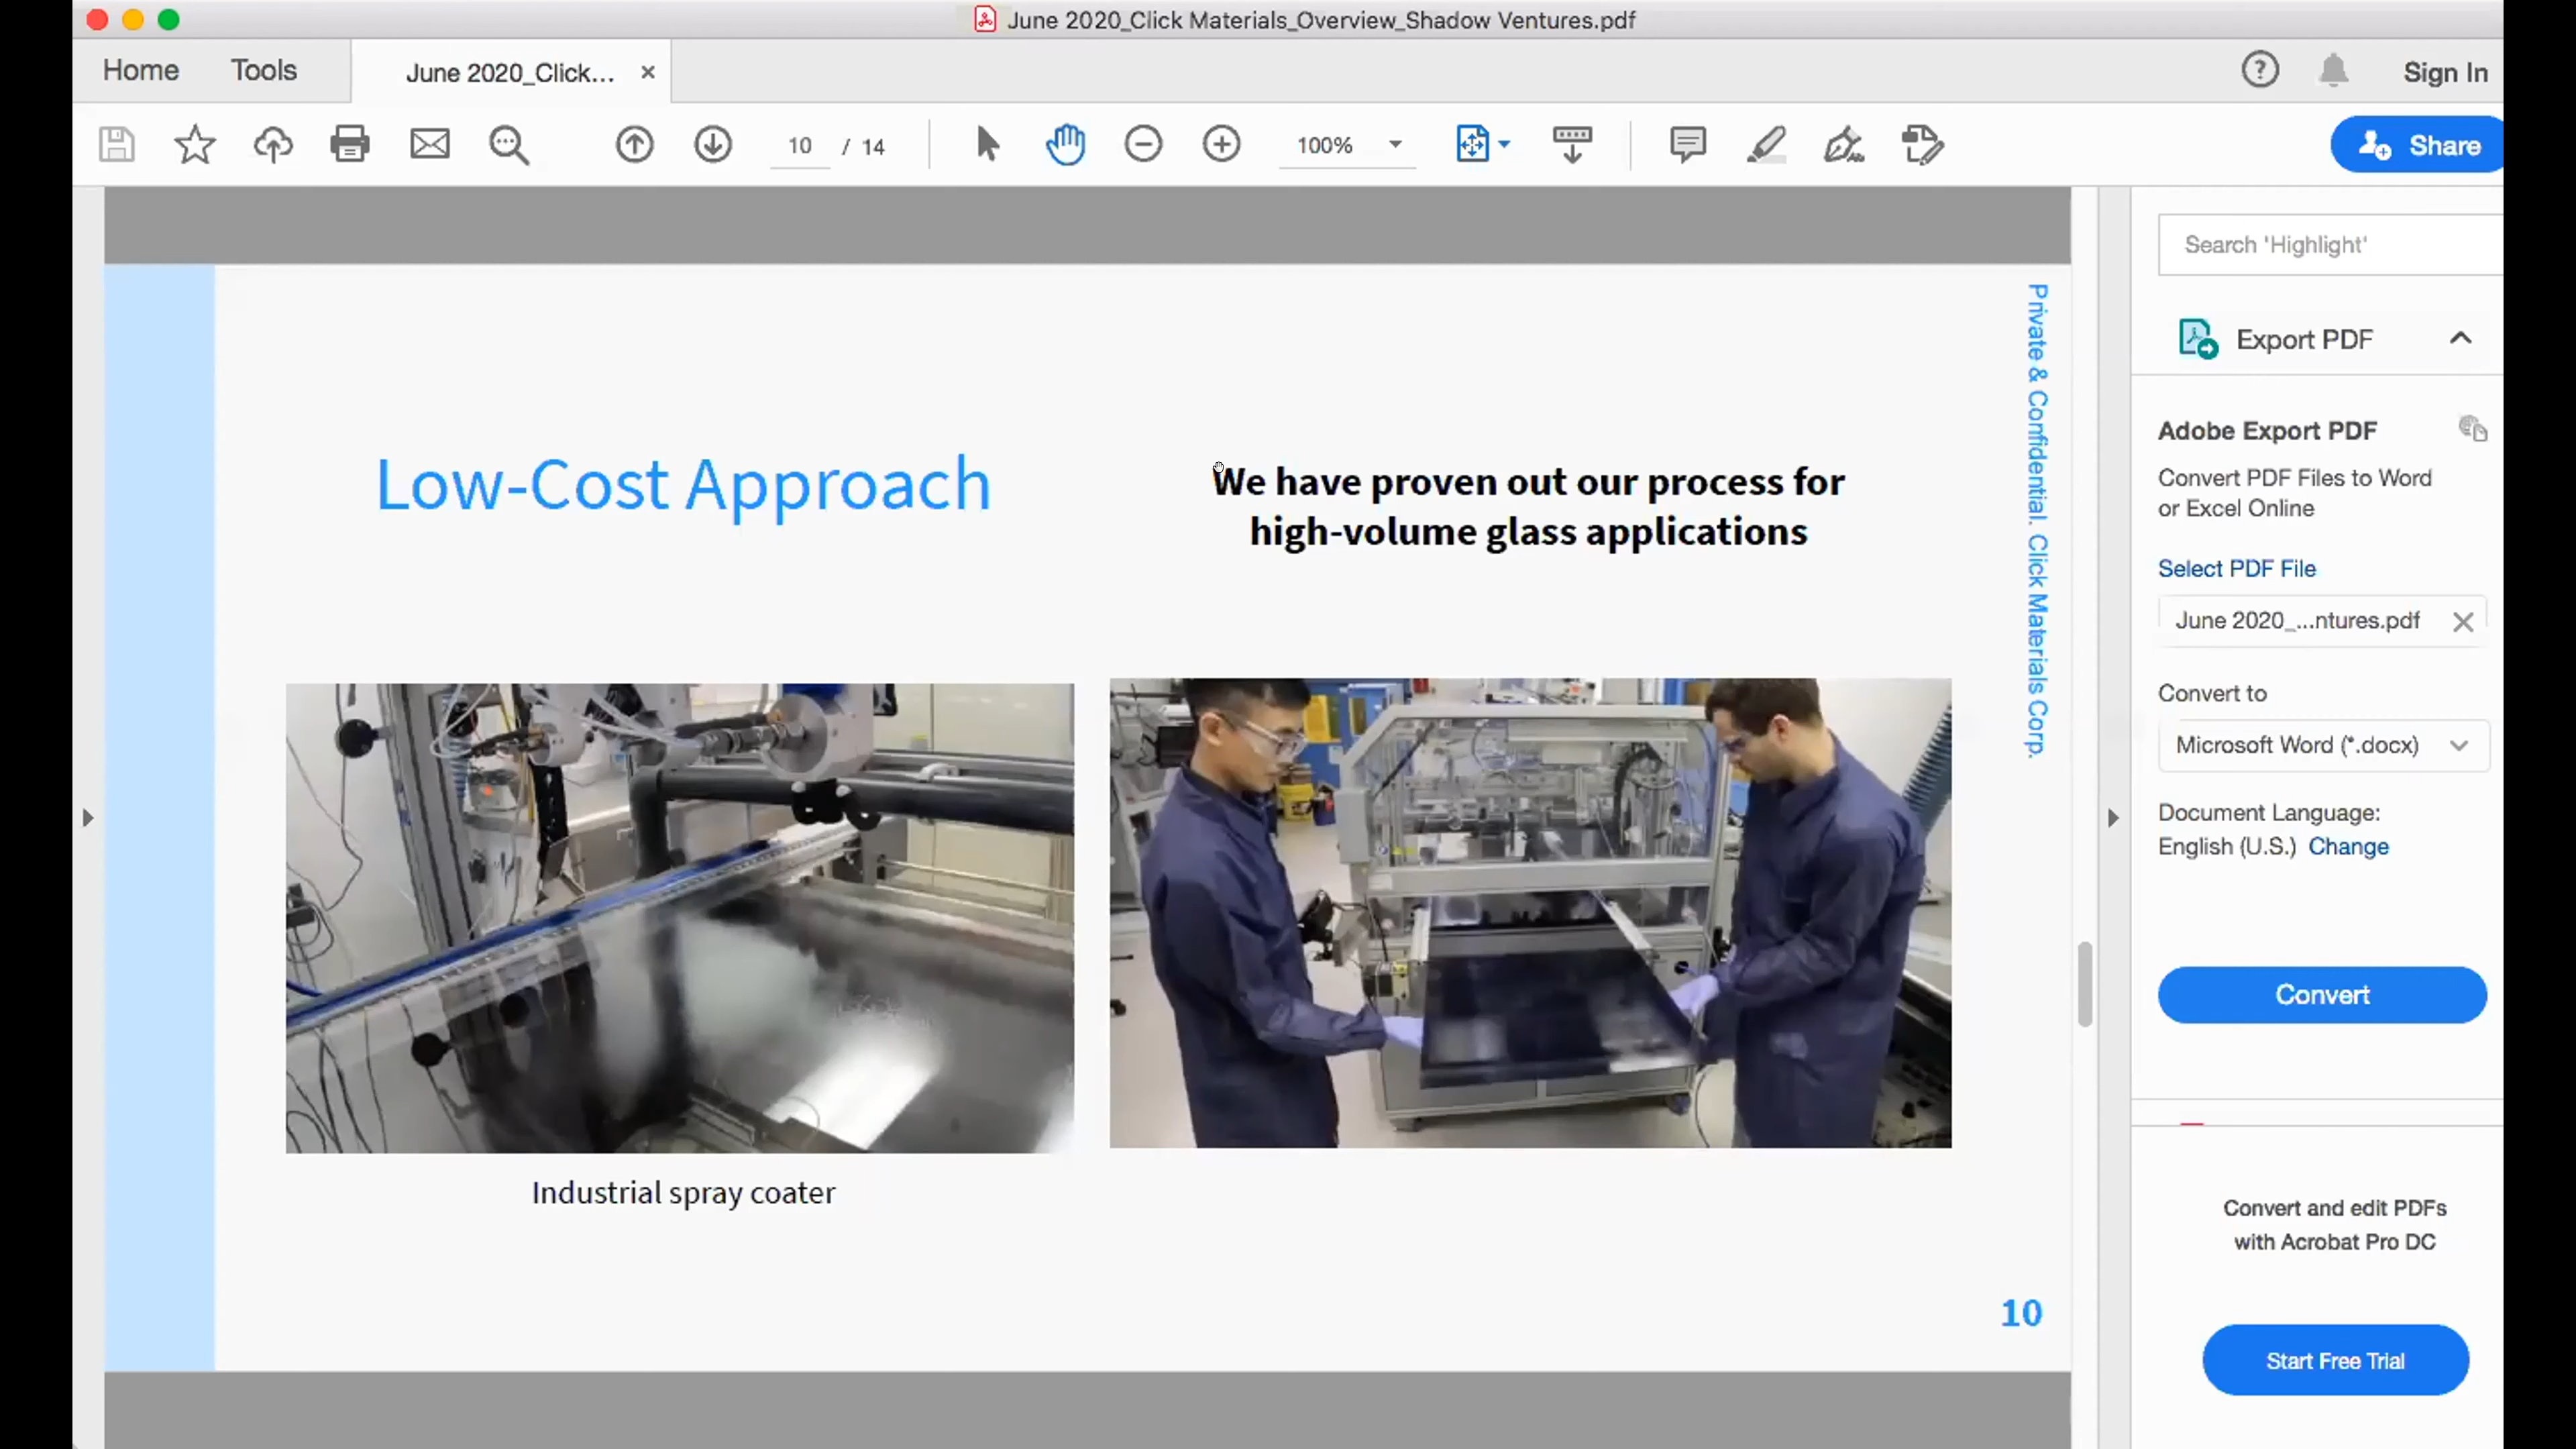 June 2020_Click Materials_Overview_Shadow Ventures.pdf
Home
Tools
June 2020_Click...
Sign In
10 / 14
100%
Share
Search 'Highlight'
Export PDF
Adobe Export PDF
Convert PDF Files to Word
or Excel Online
Select PDF File
June 2020_...ntures.pdf
Convert to
Microsoft Word (*.docx)
Document Language:
English (U.S.) Change
Convert
Convert and edit PDFs
with Acrobat Pro DC
Start Free Trial
Low-Cost Approach
We have proven out our process for
high-volume glass applications
Private & Confidential. Click Materials Corp.
Industrial spray coater
10